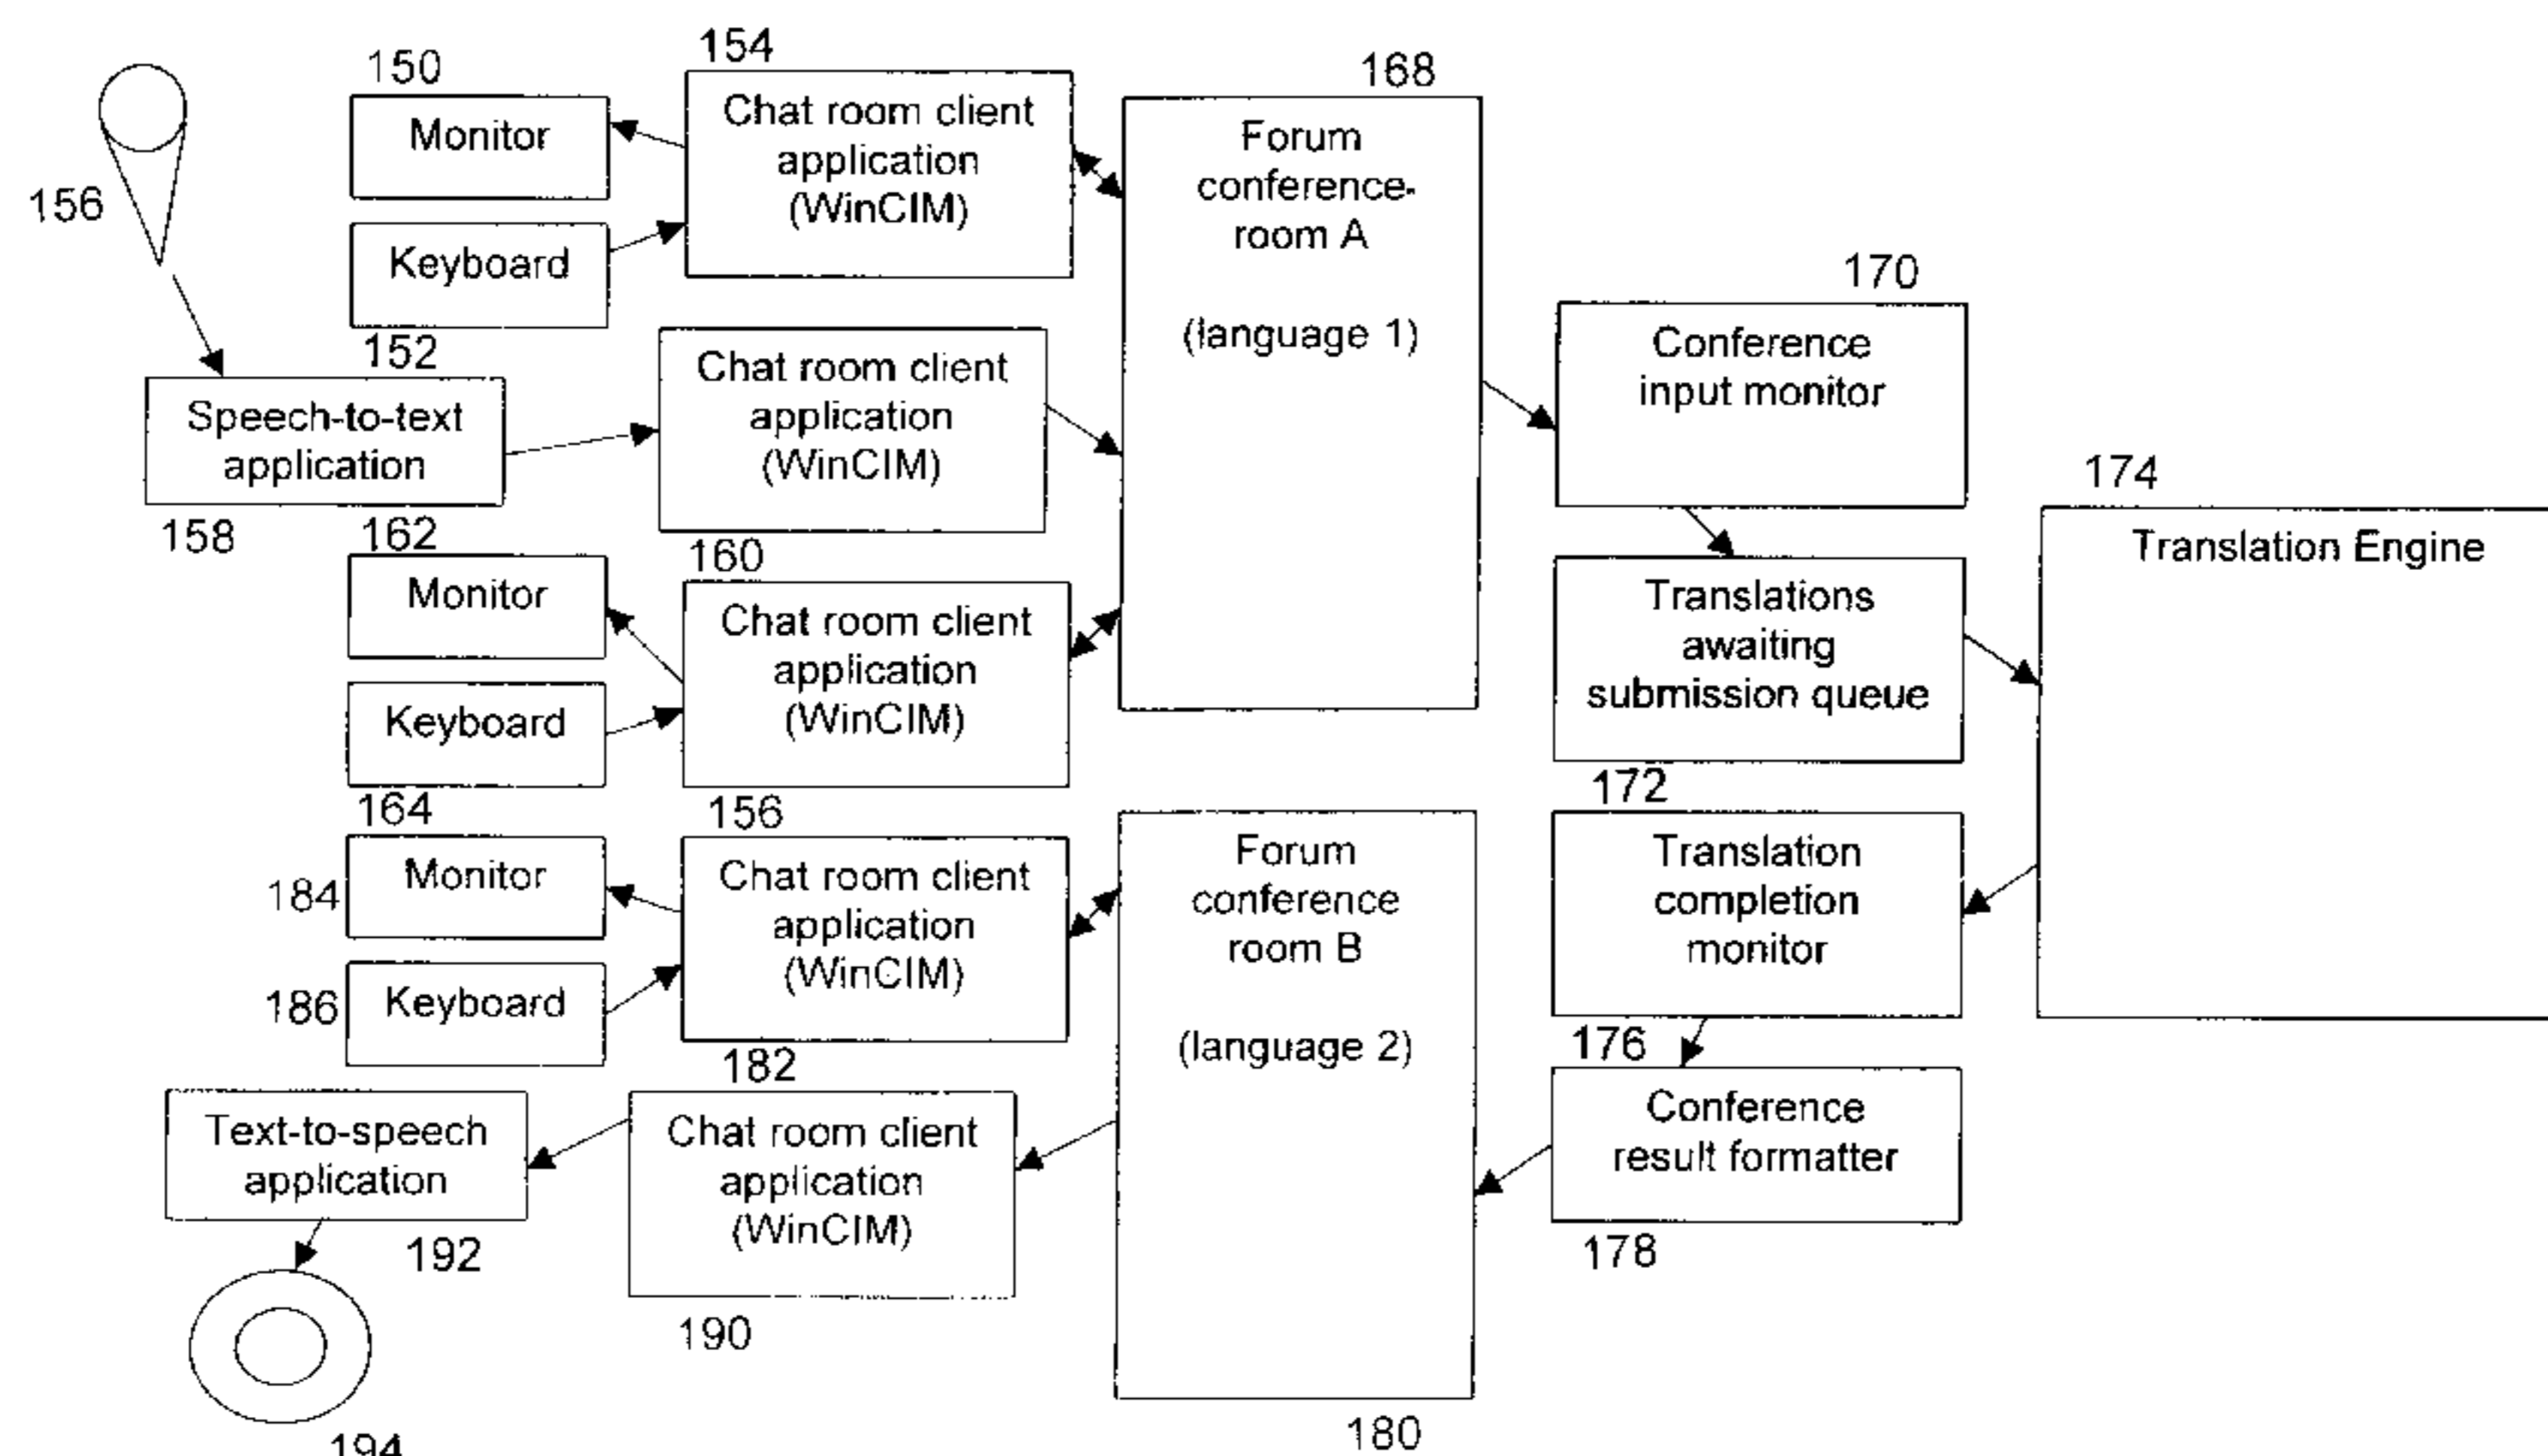 154
150
168
Chat room client
application
(WinCIM)
Monitor
Forum
conference-
room A
(language 1)
156
Keyboard
152
170
Conference
input monitor
Chat room client
application
(WinCIM)
Speech-to-text
application
158
174
Translation Engine
162
160
Monitor
Chat room client
application
(WinCIM)
Translations
awaiting
submission queue
Keyboard
164
156
172
184
Monitor
Chat room client
application
(WinCIM)
Forum
conference
room B
(language 2)
Translation
completion
monitor
186
Keyboard
182
176
Text-to-speech
application
Chat room client
application
(WinCIM)
Conference
result formatter
192
178
190
180
194